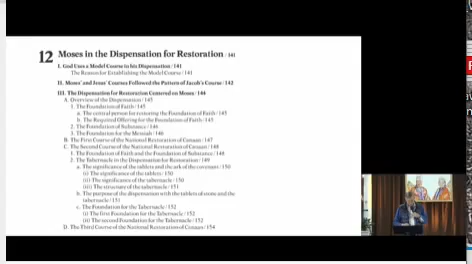 12 Moses in the Dispensation for Restoration / 141
I. God Uses a Model Course in his Dispensation / 141
The Reason for Establishing the Model Course / 141
II. Moses' and Jesus' Courses Followed the Pattern of Jacob's Course / 142
III. The Dispensation for Restoration Centered on Moses / 144
A. Overview of the Dispensation / 145
1. The Foundation of Faith / 145
a. The central person for restoring the Foundation of Faith / 145
b. The Required Offering for the Foundation of Faith / 145
2. The Foundation of Substance / 146
3. The Foundation for the Messiah / 146
B. The First Course of the National Restoration of Canaan / 147
C. The Second Course of the National Restoration of Canaan / 148
1. The Foundation of Faith and the Foundation of Substance / 148
2. The Tabernacle in the Dispensation for Restoration / 149
a. The significance of the tablets and the ark of the covenant / 150
(i) The significance of the tablets / 150
(ii) The significance of the tabernacle / 150
(iii) The structure of the tabernacle / 151
b. The purpose of the dispensation with the tablets of stone and the
tabernacle / 151
c. The Foundation for the Tabernacle / 152
(i) The first Foundation for the Tabernacle / 152
(ii) The second Foundation for the Tabernacle / 152
D. The Third Course of the National Restoration of Canaan / 154